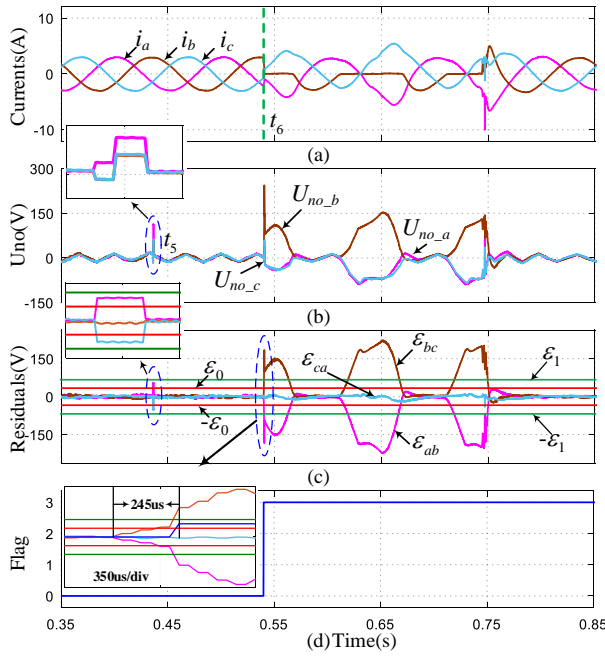 Currents(A)
10
0
-10
i_a
i_b
i_c
t_6
(a)
Uno(V)
300
150
0
-150
t_5
U_no_b
U_no_a
U_no_c
(b)
Residuals(V)
150
0
-150
ε_0
-ε_0
ε_ca
ε_bc
ε_1
-ε_1
ε_ab
(c)
Flag
3
2
1
0
245us
350us/div
0.35
0.45
0.55
0.65
0.75
0.85
(d)Time(s)